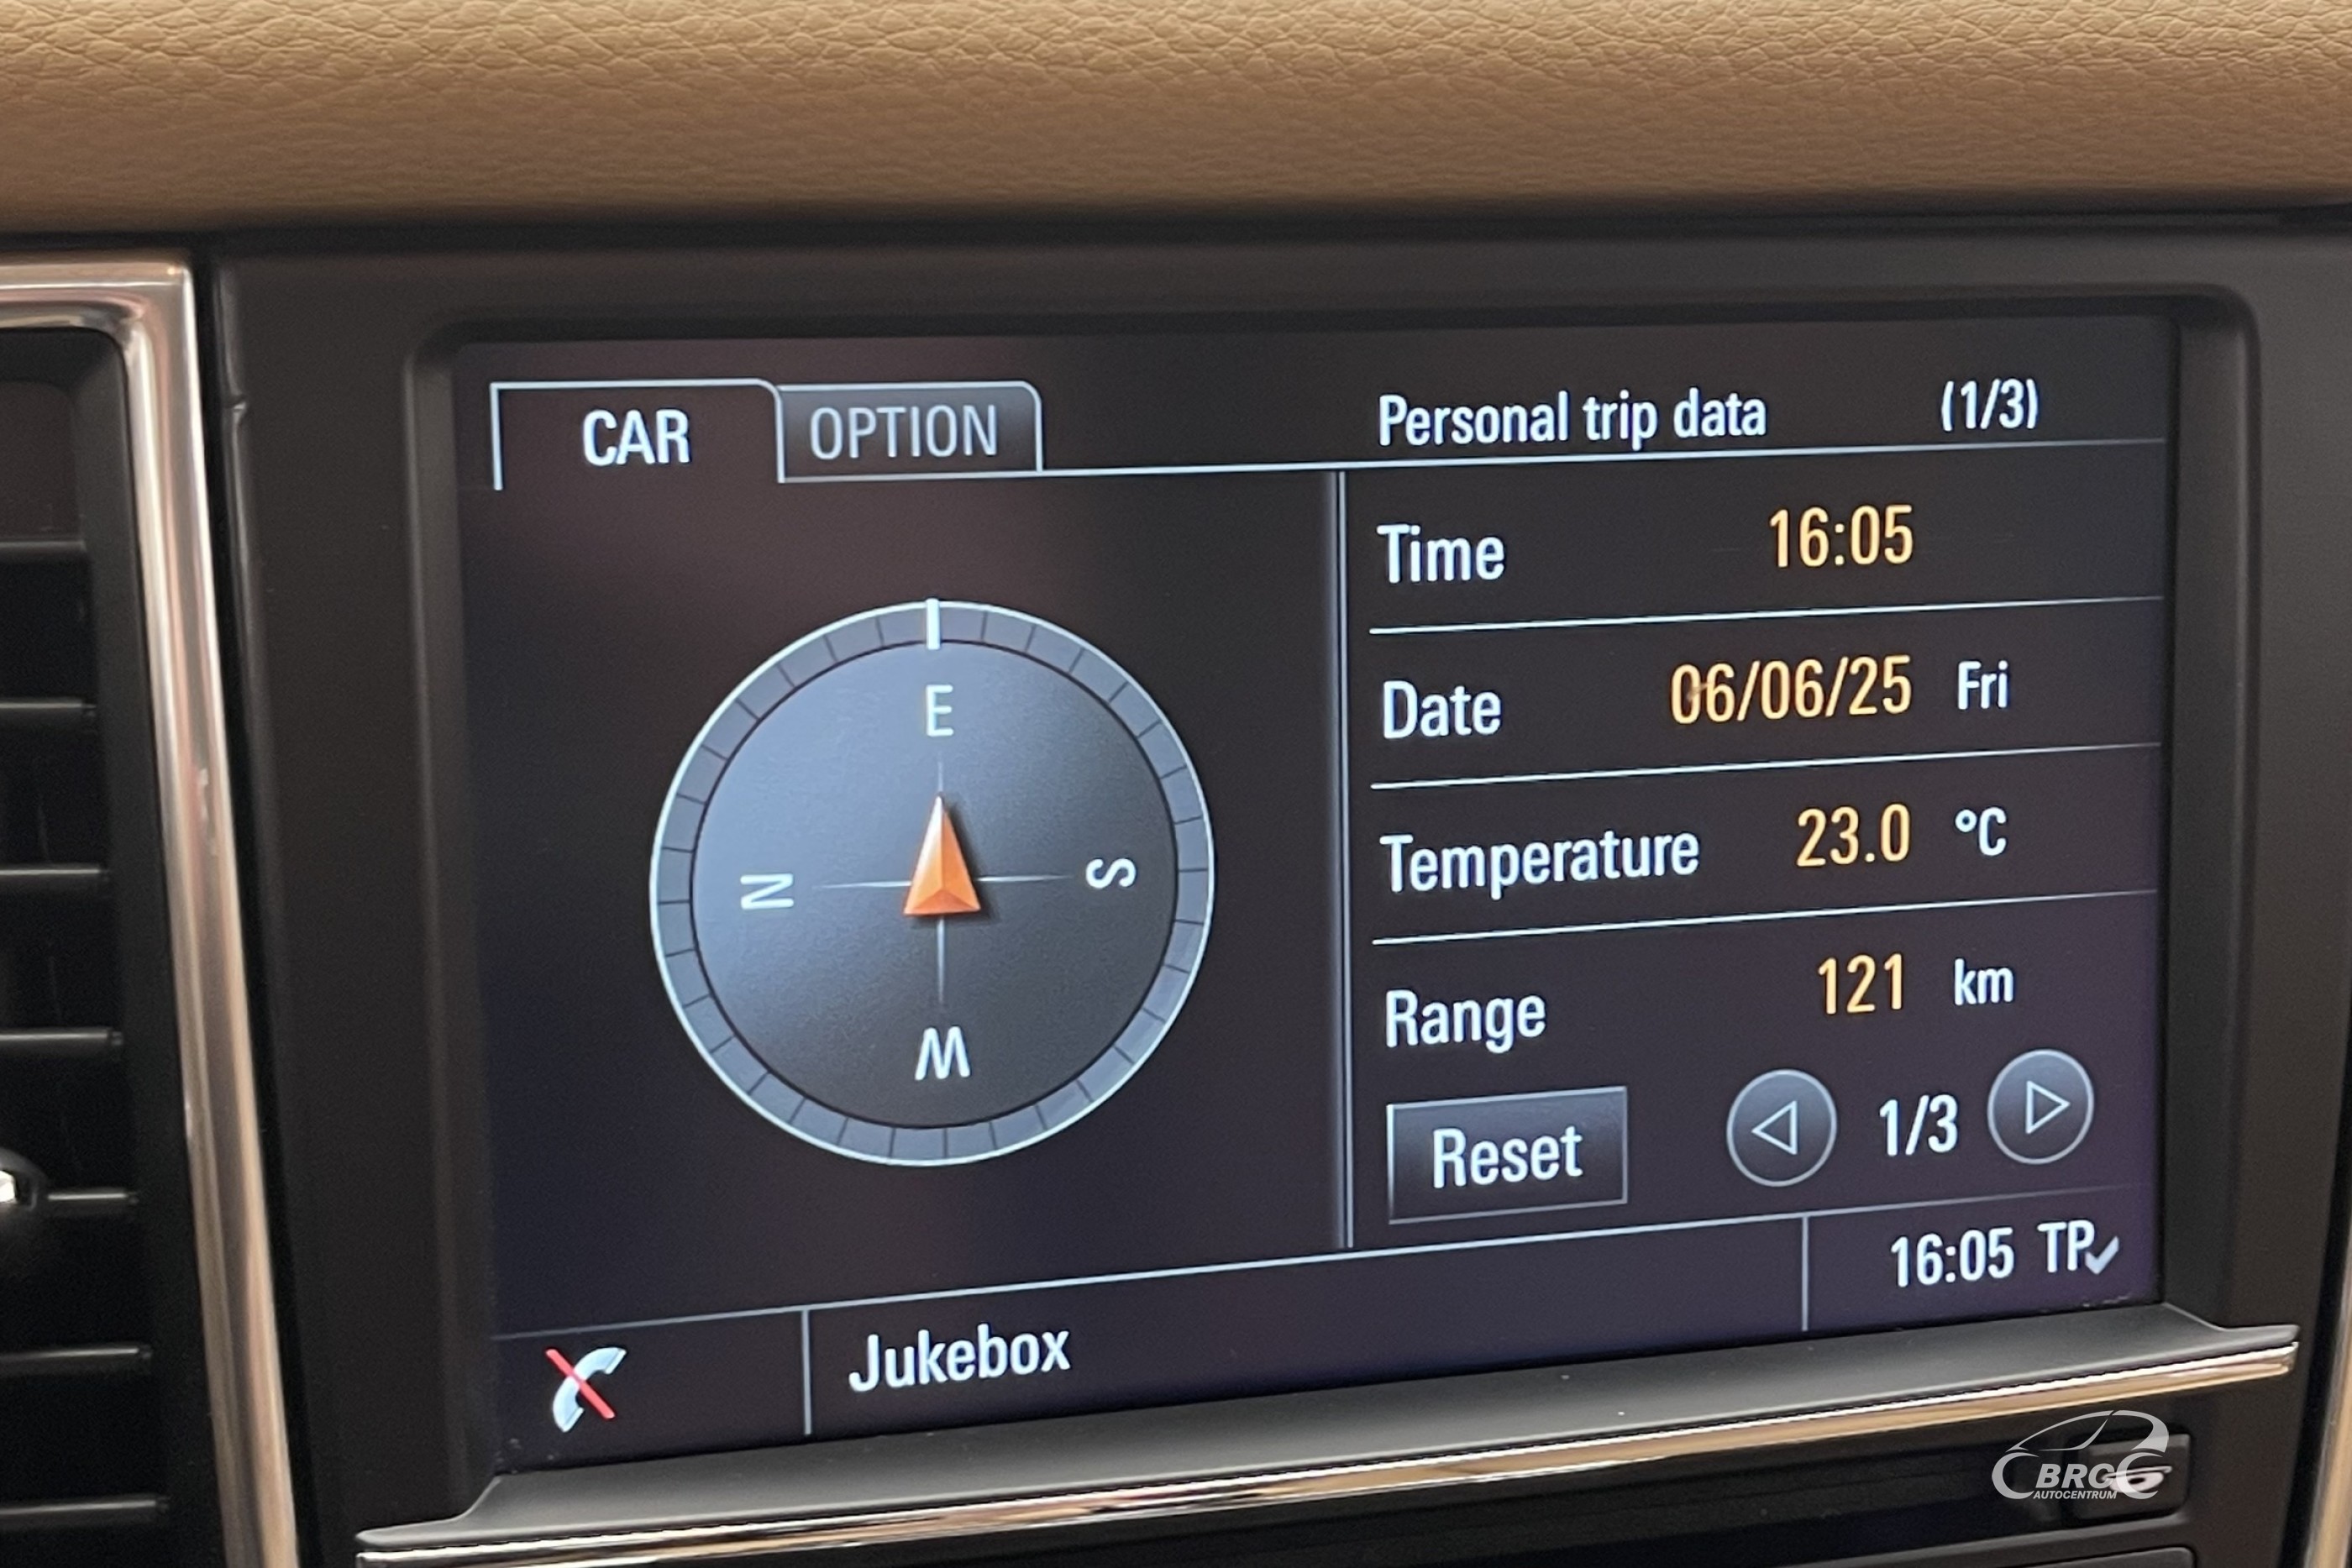 CAR OPTION Personal trip data (1/3)
Time 16:05
Date 06/06/25 Fri
Temperature 23.0 °C
Range 121 km
Reset 1/3
E
N S
W
16:05 TP
Jukebox
BRC
AUTOCENTRUM